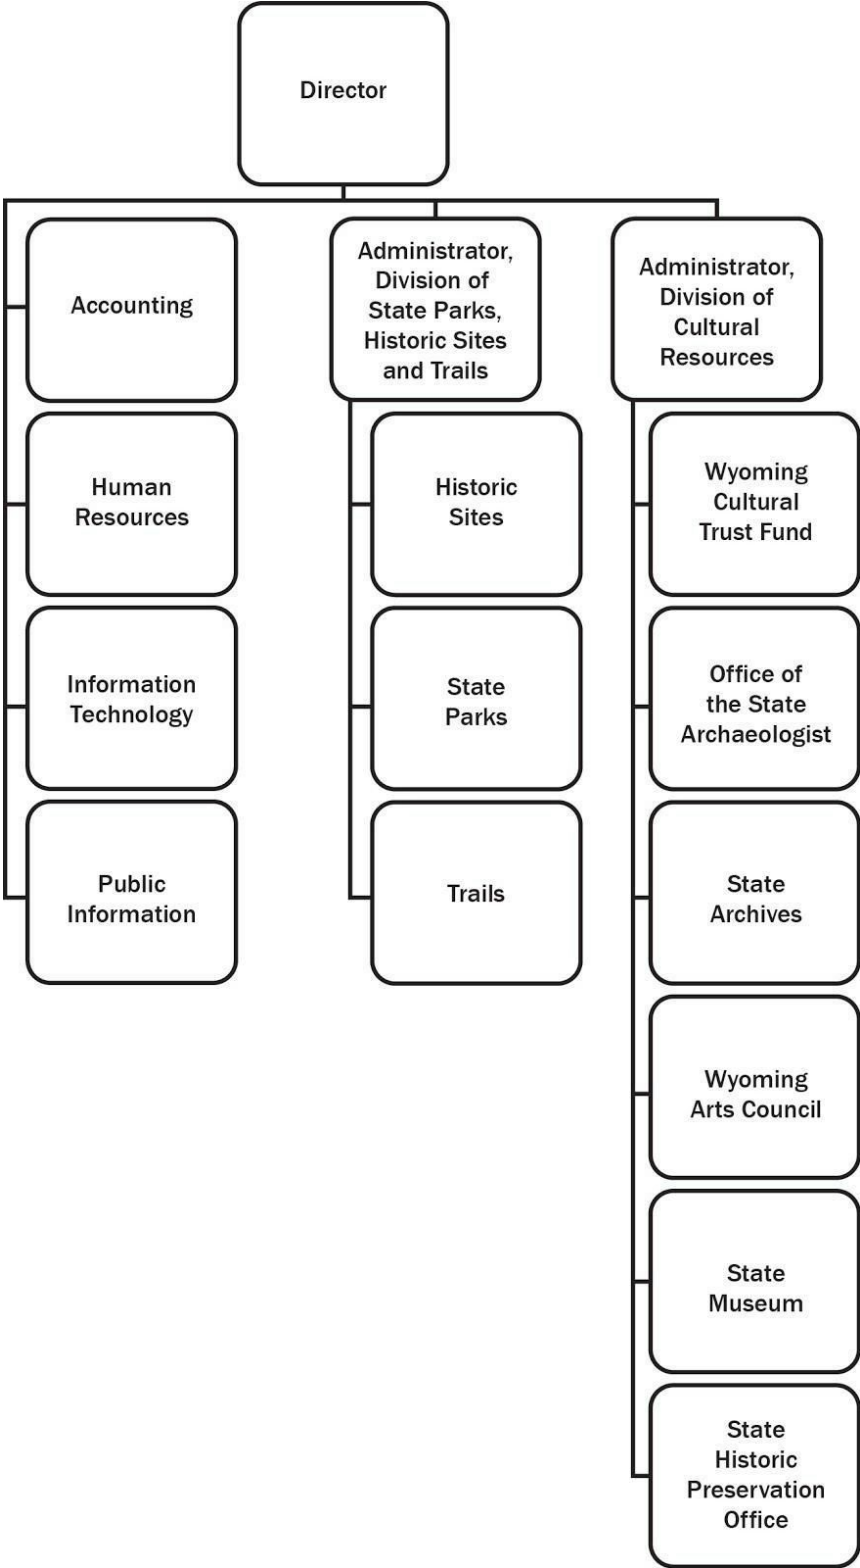 Director
Accounting
Human
Resources
Information
Technology
Public
Information
Administrator,
Division of
State Parks,
Historic Sites
and Trails
Historic
Sites
State
Parks
Trails
Administrator,
Division of
Cultural
Resources
Wyoming
Cultural
Trust Fund
Office of
the State
Archaeologist
State
Archives
Wyoming
Arts Council
State
Museum
State
Historic
Preservation
Office